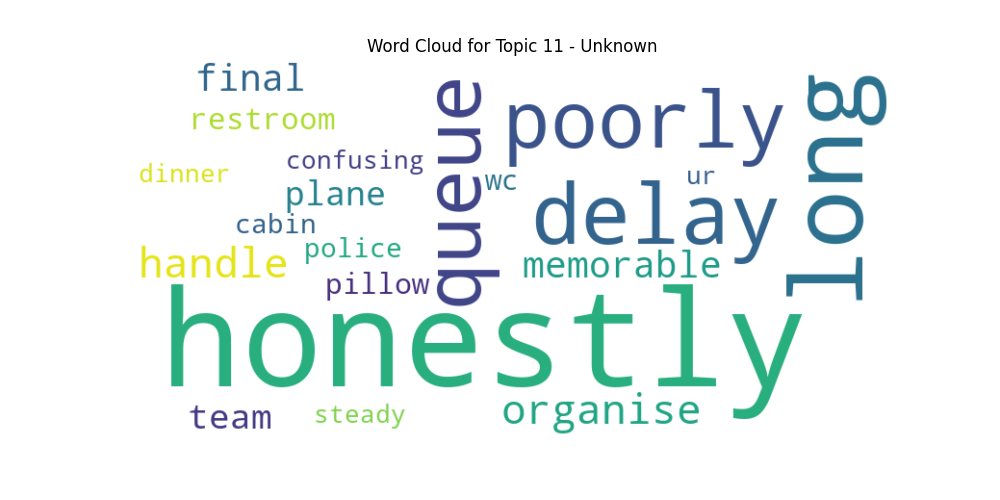 Word Cloud for Topic 11 - Unknown
final
restroom
dinner
confusing
plane
cabin
police
handle
pillow
queue
poorly
wc
ur
delay
memorable
long
honestly
team
steady
organise